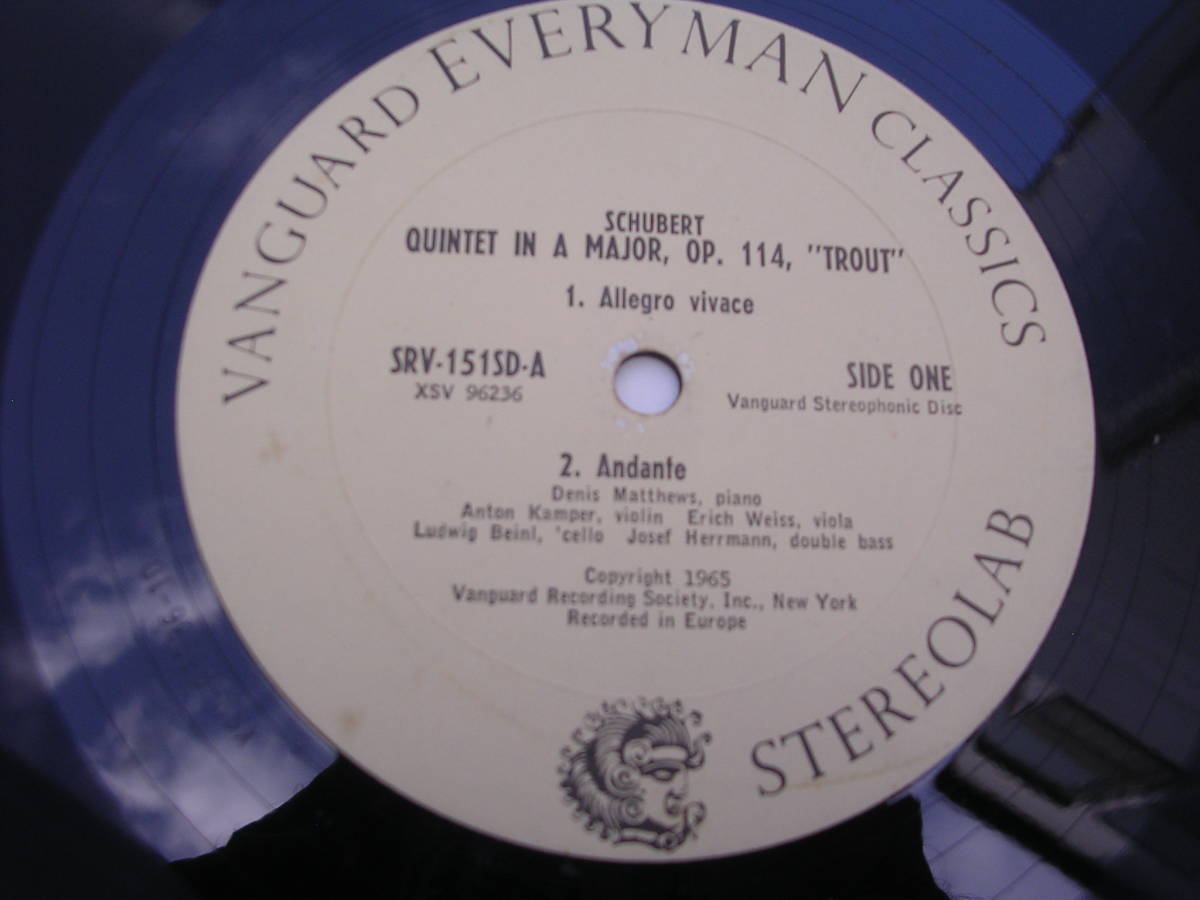 VANGUARD EVERYMAN CLASSICS
SCHUBERT
QUINTET IN A MAJOR, OP. 114, "TROUT"
1. Allegro vivace
SRV-151SD-A
XSV 96236
SIDE ONE
Vanguard Stereophonic Disc
2. Andante
Denis Matthews, piano
Anton Kamper, violin Erich Weiss, viola
Ludwig Beinl, 'cello Josef Herrmann, double bass
Copyright 1965
Vanguard Recording Society, Inc., New York
Recorded in Europe
STEREOLAB